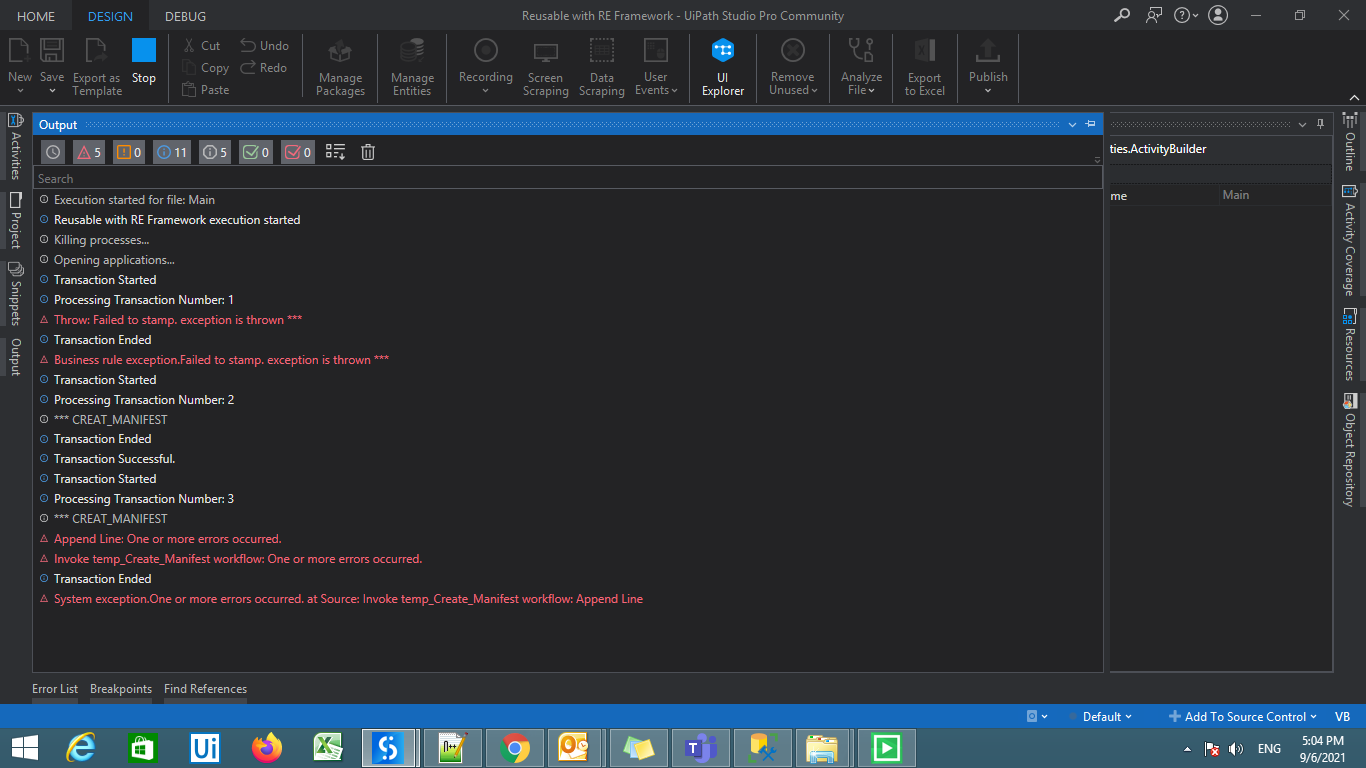 HOME DESIGN DEBUG Reusable with RE Framework - UiPath Studio Pro Community
New Save Export as Template Stop
Cut Undo
Copy Redo
Paste
Manage Packages
Manage Entities
Recording
Screen Scraping
Data Scraping
User Events
UI Explorer
Remove Unused
Analyze File
Export to Excel
Publish
Activities
Project
Snippets
Output
Output
5 0 11 5 0 0
Search
Execution started for file: Main
Reusable with RE Framework execution started
Killing processes...
Opening applications...
Transaction Started
Processing Transaction Number: 1
Throw: Failed to stamp. exception is thrown ***
Transaction Ended
Business rule exception.Failed to stamp. exception is thrown ***
Transaction Started
Processing Transaction Number: 2
*** CREAT_MANIFEST
Transaction Ended
Transaction Successful.
Transaction Started
Processing Transaction Number: 3
*** CREAT_MANIFEST
Append Line: One or more errors occurred.
Invoke temp_Create_Manifest workflow: One or more errors occurred.
Transaction Ended
System exception.One or more errors occurred. at Source: Invoke temp_Create_Manifest workflow: Append Line
ties.ActivityBuilder
me Main
Outline
Activity Coverage
Resources
Object Repository
Error List Breakpoints Find References
Default Add To Source Control VB
Ui N++ ENG 5:04 PM
9/6/2021